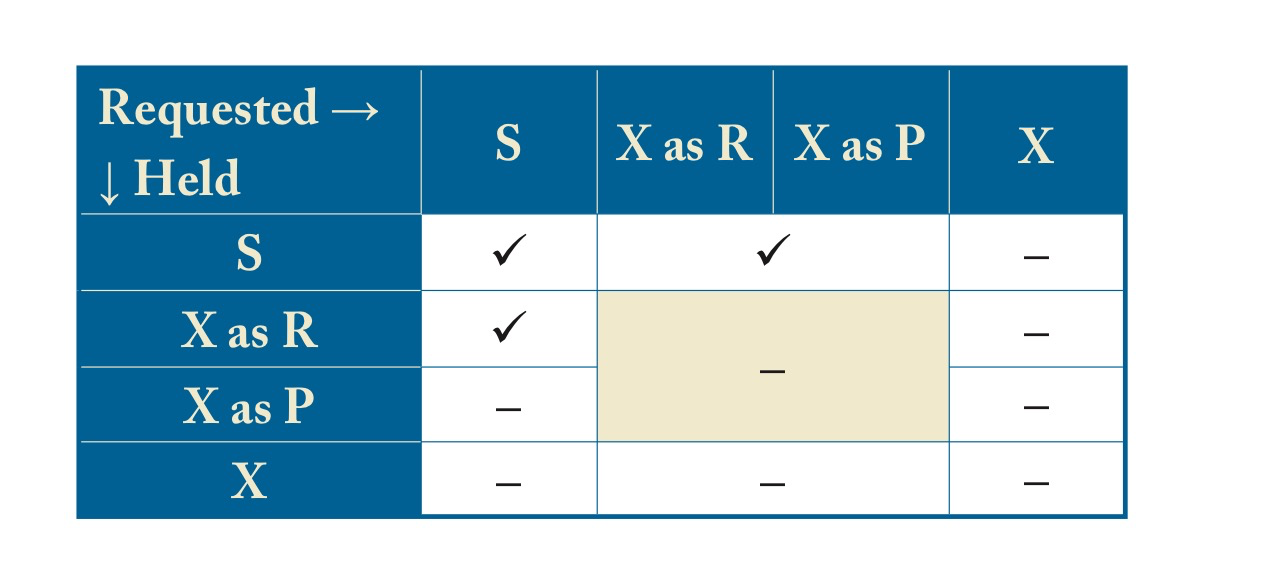 Requested →
↓ Held
S
X as R
X as P
X
S
✓
✓
–
X as R
✓
–
–
X as P
–
–
X
–
–
–